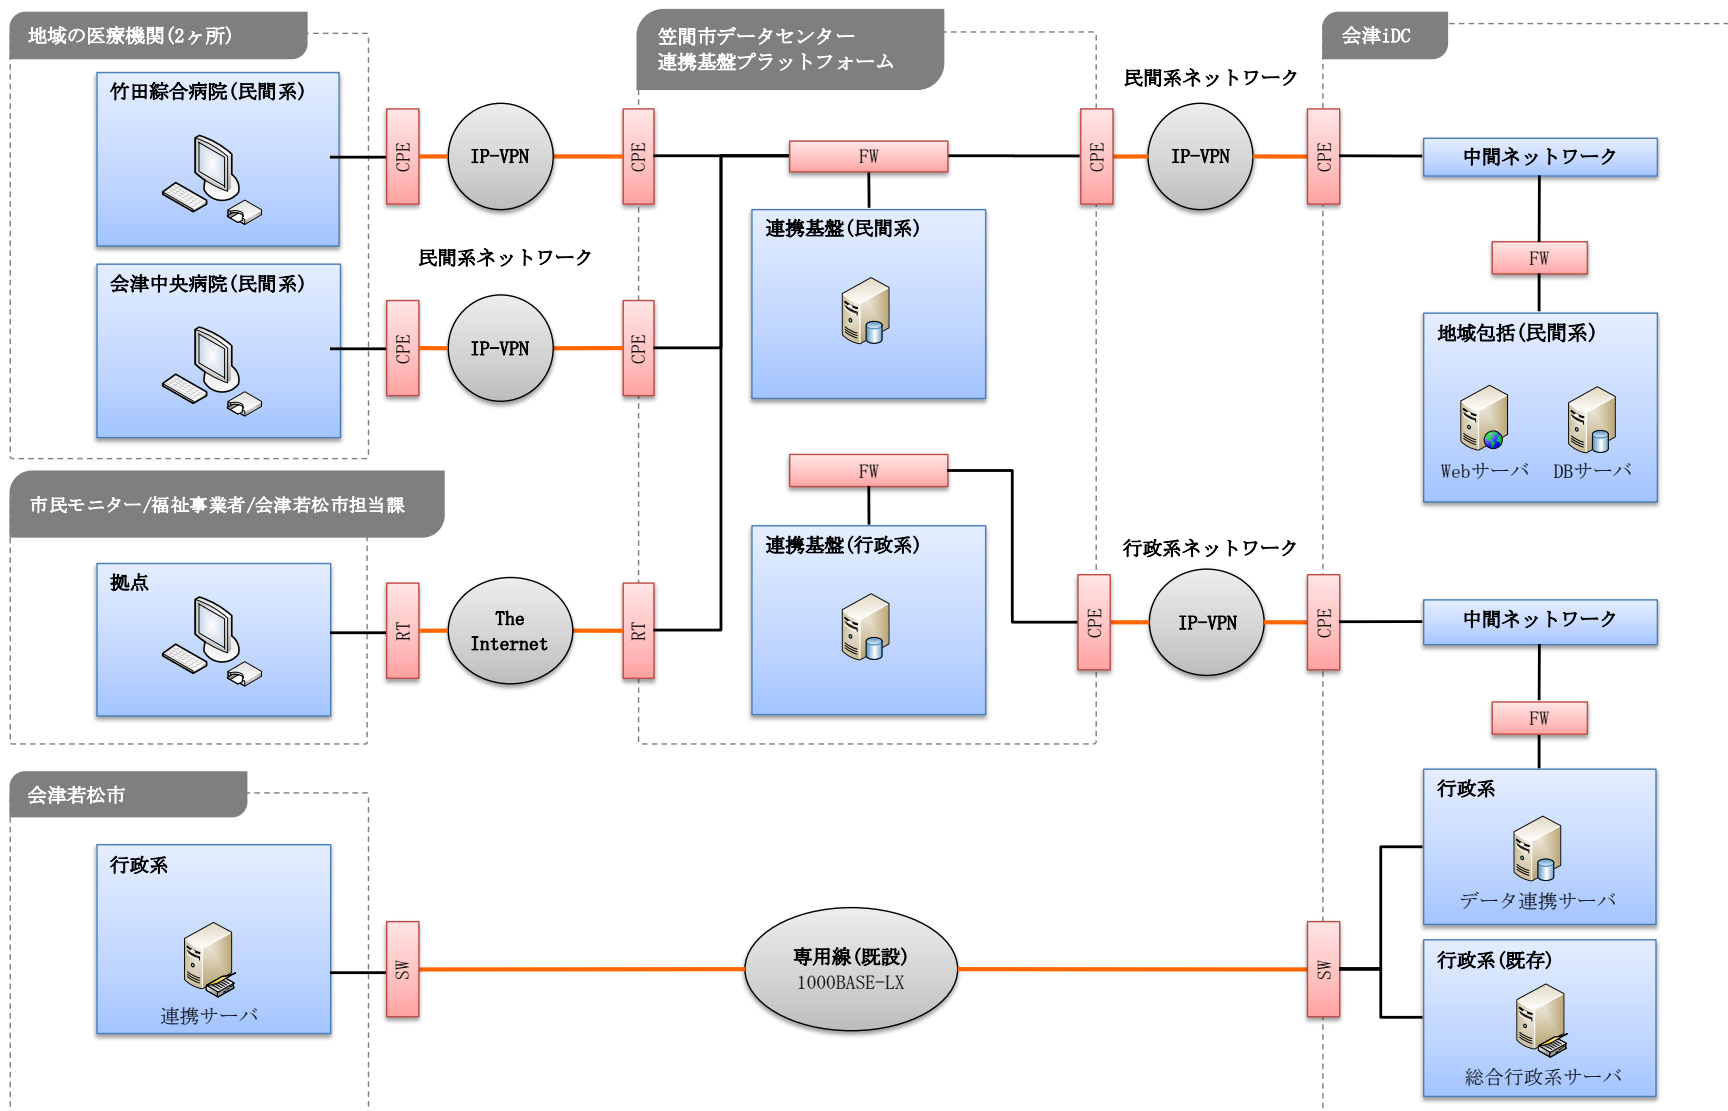 地域の医療機関(2ヶ所)
竹田綜合病院(民間系)
会津中央病院(民間系)
CPE
IP-VPN
CPE
民間系ネットワーク
CPE
IP-VPN
CPE
笠間市データセンター
連携基盤プラットフォーム
FW
連携基盤(民間系)
FW
連携基盤(行政系)
民間系ネットワーク
CPE
IP-VPN
CPE
行政系ネットワーク
CPE
IP-VPN
CPE
会津iDC
中間ネットワーク
FW
地域包括(民間系)
Webサーバ
DBサーバ
中間ネットワーク
FW
行政系
データ連携サーバ
行政系(既存)
総合行政系サーバ
市民モニター/福祉事業者/会津若松市担当課
拠点
RT
The
Internet
RT
会津若松市
行政系
連携サーバ
SW
専用線(既設)
1000BASE-LX
SW